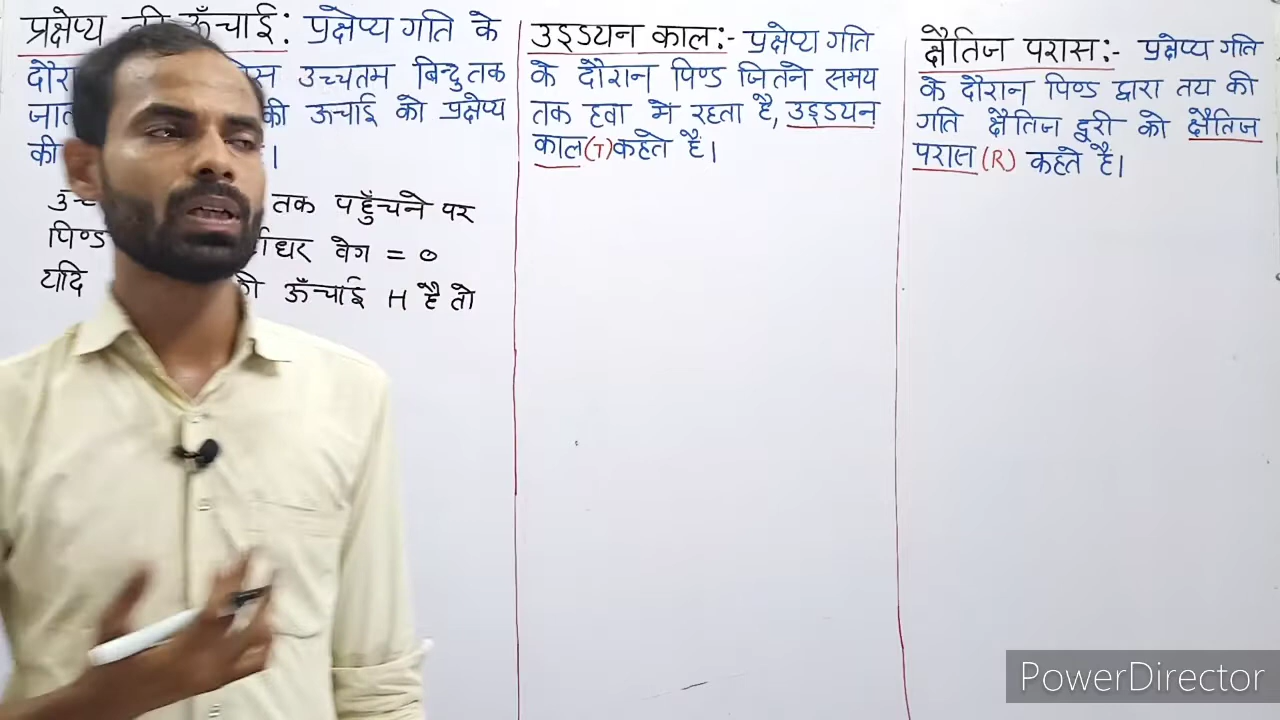 प्रक्षेप्य की ऊँचाई: प्रक्षेप्य गति के
उच्चतम बिन्दु तक
की ऊचाई को प्रक्षेप्य
की
तक पहुँचने पर
पिण्ड वेग = 0
यदि की ऊँचाई H है तो
उड्डयन काल:- प्रक्षेप्य गति
के दौरान पिण्ड जितने समय
तक हवा में रहता है, उड्डयन
काल(T)कहते हैं।
क्षैतिज परास:- प्रक्षेप्य गति
के दौरान पिण्ड द्वारा तय की
गति क्षैतिज दूरी को क्षैतिज
परास (R) कहते है।
PowerDirector